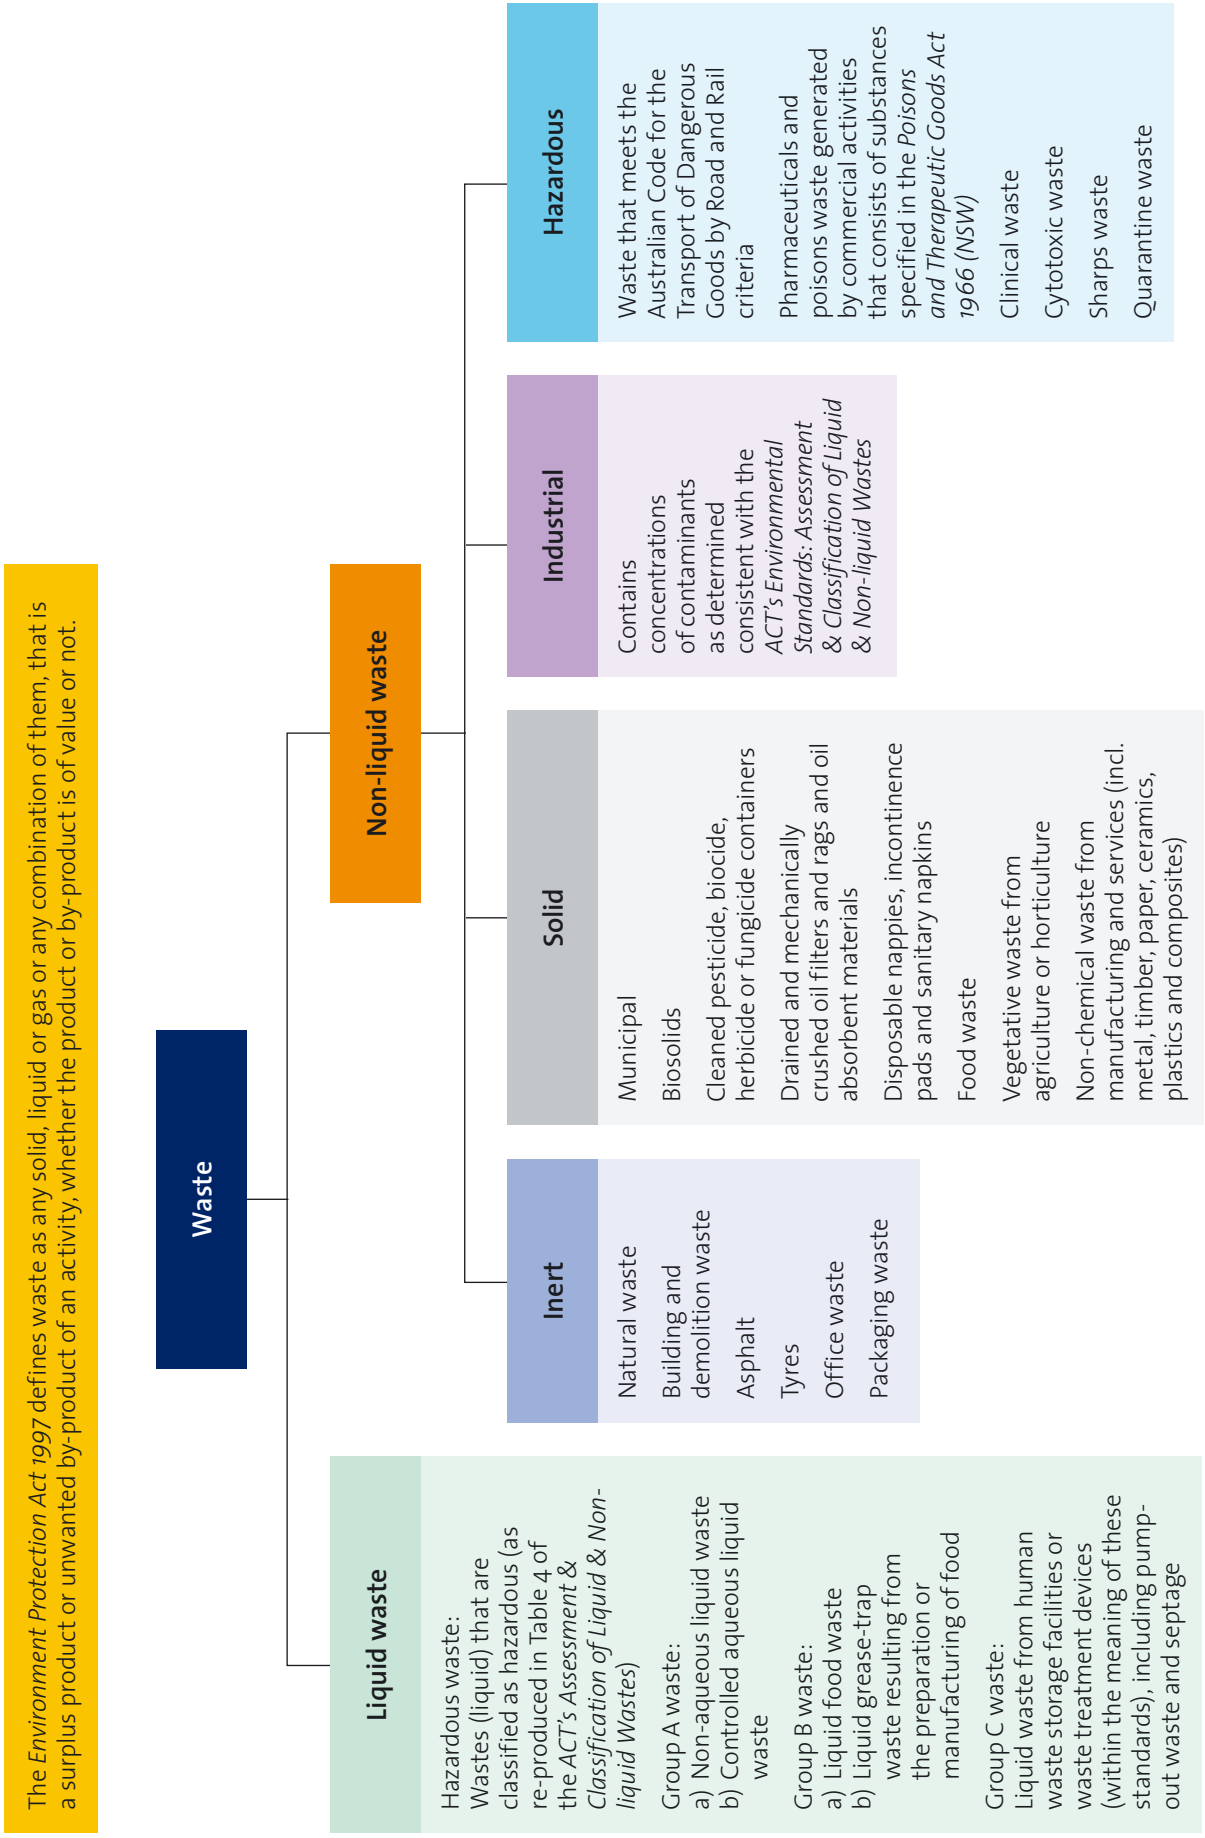 The Environment Protection Act 1997 defines waste as any solid, liquid or gas or any combination of them, that is
a surplus product or unwanted by-product of an activity, whether the product or by-product is of value or not.
Waste
Liquid waste
Hazardous waste:
Wastes (liquid) that are
classified as hazardous (as
re-produced in Table 4 of
the ACT's Assessment &
Classification of Liquid & Non-
liquid Wastes)
Group A waste:
a) Non-aqueous liquid waste
b) Controlled aqueous liquid
waste
Group B waste:
a) Liquid food waste
b) Liquid grease-trap
waste resulting from
the preparation or
manufacturing of food
Group C waste:
Liquid waste from human
waste storage facilities or
waste treatment devices
(within the meaning of these
standards), including pump-
out waste and septage
Non-liquid waste
Inert
Natural waste
Building and
demolition waste
Asphalt
Tyres
Office waste
Packaging waste
Solid
Municipal
Biosolids
Cleaned pesticide, biocide,
herbicide or fungicide containers
Drained and mechanically
crushed oil filters and rags and oil
absorbent materials
Disposable nappies, incontinence
pads and sanitary napkins
Food waste
Vegetative waste from
agriculture or horticulture
Non-chemical waste from
manufacturing and services (incl.
metal, timber, paper, ceramics,
plastics and composites)
Industrial
Contains
concentrations
of contaminants
as determined
consistent with the
ACT's Environmental
Standards: Assessment
& Classification of Liquid
& Non-liquid Wastes
Hazardous
Waste that meets the
Australian Code for the
Transport of Dangerous
Goods by Road and Rail
criteria
Pharmaceuticals and
poisons waste generated
by commercial activities
that consists of substances
specified in the Poisons
and Therapeutic Goods Act
1966 (NSW)
Clinical waste
Cytotoxic waste
Sharps waste
Quarantine waste